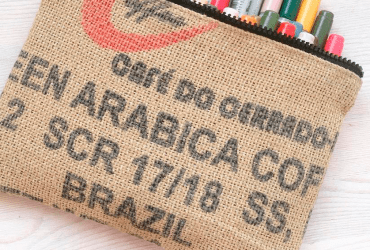 CAFÉ DO CERRADO
EEN ARABICA COF
2 SCR 17/18 SS,
BRAZIL